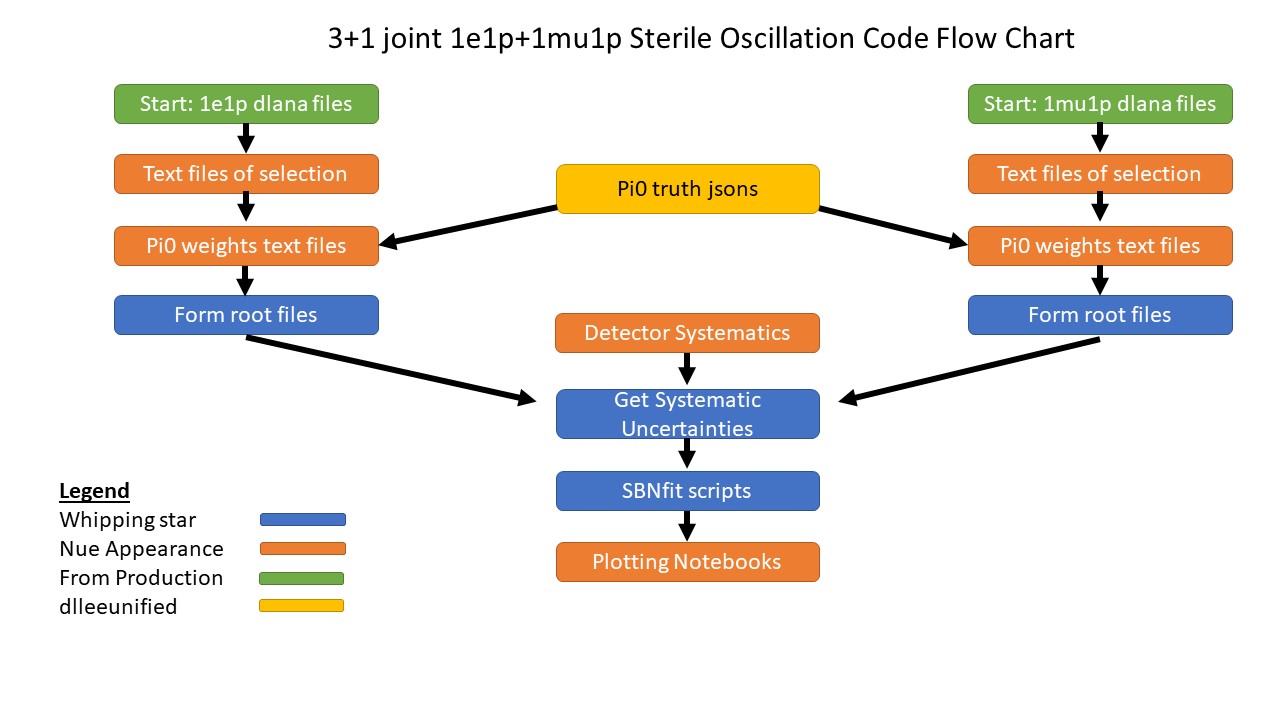 3+1 joint 1e1p+1mu1p Sterile Oscillation Code Flow Chart
Start: 1e1p dlana files
Text files of selection
Pi0 weights text files
Form root files
Pi0 truth jsons
Start: 1mu1p dlana files
Text files of selection
Pi0 weights text files
Form root files
Detector Systematics
Get Systematic
Uncertainties
SBNfit scripts
Plotting Notebooks
Legend
Whipping star
Nue Appearance
From Production
dlleeunified